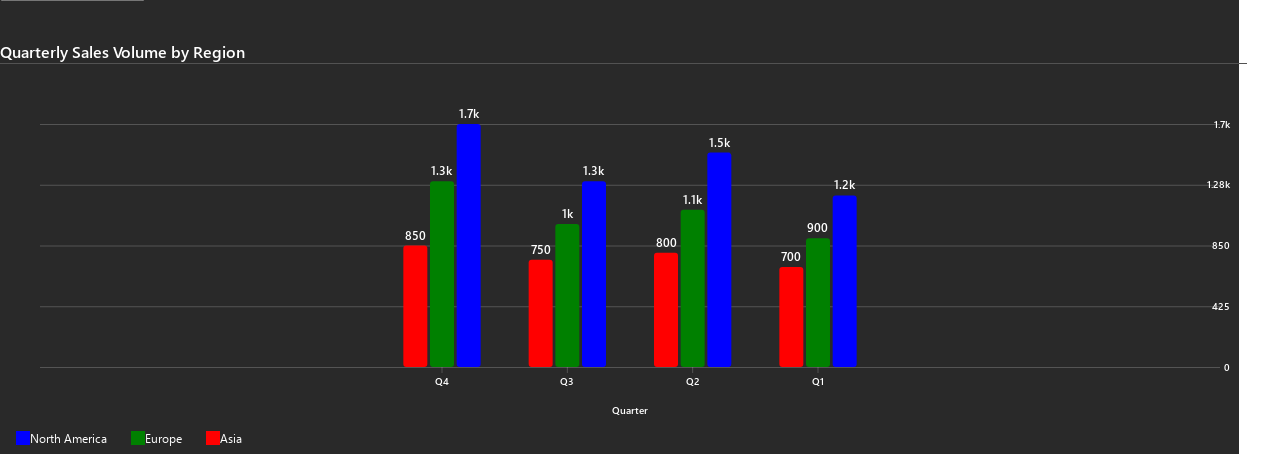 Quarterly Sales Volume by Region
1.7k
1.7k
1.5k
1.3k
1.3k
1.28k
1.2k
1.1k
1k
850
900
850
750
800
700
425
0
Q4 Q3 Q2 Q1
Quarter
North America Europe Asia